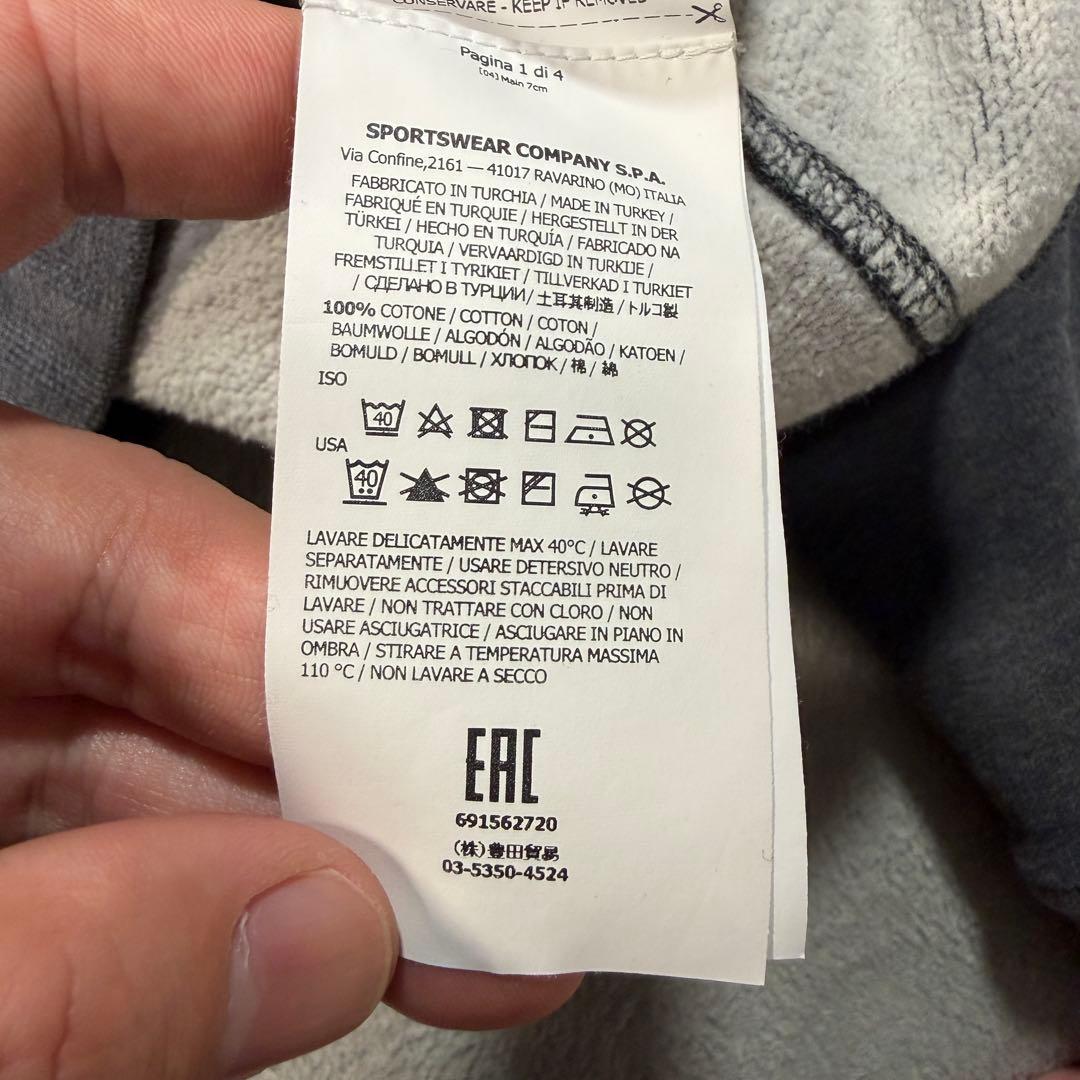 CONSERVARE - KEEP IF REMOVED
Pagina 1 di 4
[04] Main 7cm
SPORTSWEAR COMPANY S.P.A.
Via Confine,2161 — 41017 RAVARINO (MO) ITALIA
FABBRICATO IN TURCHIA / MADE IN TURKEY /
FABRIQUÉ EN TURQUIE / HERGESTELLT IN DER
TÜRKEI / HECHO EN TURQUÍA / FABRICADO NA
TURQUIA / VERVAARDIGD IN TURKIJE /
FREMSTILLET I TYRKIET / TILLVERKAD I TURKIET
/ СДЕЛАНО В ТУРЦИИ / 土耳其制造 / トルコ製
100% COTONE / COTTON / COTON /
BAUMWOLLE / ALGODÓN / ALGODÃO / KATOEN /
BOMULD / BOMULL / ХЛОПОК / 棉 / 綿
ISO
40
USA
40
LAVARE DELICATAMENTE MAX 40°C / LAVARE
SEPARATAMENTE / USARE DETERSIVO NEUTRO /
RIMUOVERE ACCESSORI STACCABILI PRIMA DI
LAVARE / NON TRATTARE CON CLORO / NON
USARE ASCIUGATRICE / ASCIUGARE IN PIANO IN
OMBRA / STIRARE A TEMPERATURA MASSIMA
110 °C / NON LAVARE A SECCO
EAC
691562720
(株)豊田貿易
03-5350-4524